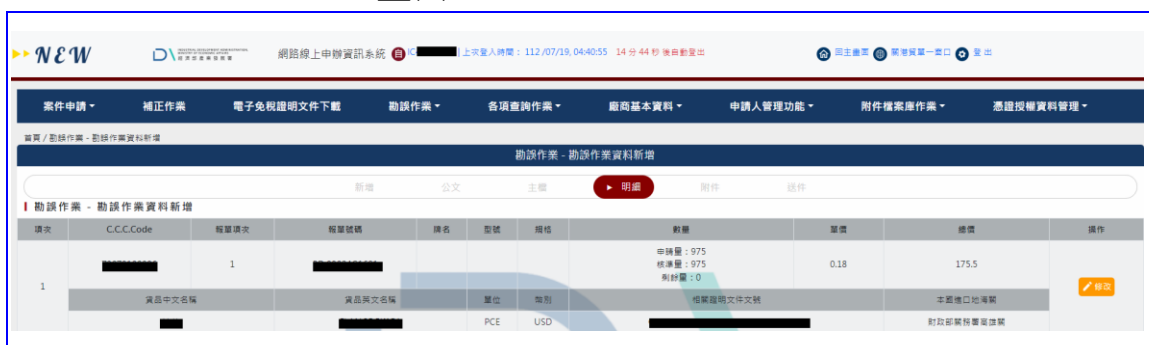 NEW
經濟部產業發展署
網路線上申辦資訊系統 上次登入時間：112 /07/19, 04:40:55 14 分 44 秒 後自動登出 回主畫面 關港貿單一窗口 登 出
案件申請 補正作業 電子免稅證明文件下載 勘誤作業 各項查詢作業 廠商基本資料 申請人管理功能 附件檔案庫作業 憑證授權資料管理
首頁 / 勘誤作業 - 勘誤作業資料新增
勘誤作業 - 勘誤作業資料新增
新增 公文 主檔 明細 附件 送件
勘誤作業 - 勘誤作業資料新增
項次 C.C.C.Code 報單項次 報單號碼 牌名 型號 規格 數量 單價 總價 操作
申請量：975
1 核准量：975 0.18 175.5
剩餘量：0
1 修改
貨品中文名稱 貨品英文名稱 單位 幣別 相關證明文件文號 本國進口地海關
PCE USD 財政部關務署高雄關